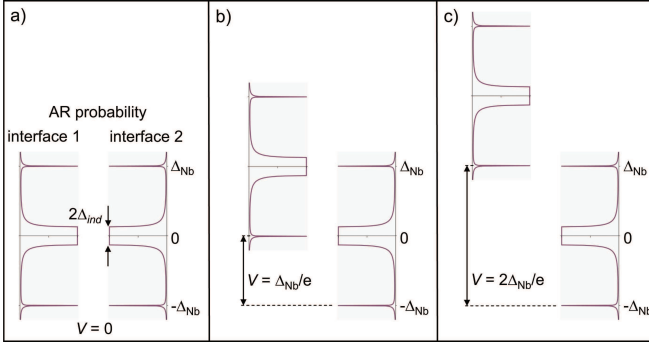 a)
AR probability
interface 1 interface 2
Δ_Nb
2Δ_ind
0
-Δ_Nb
V = 0
b)
Δ_Nb
0
V = Δ_Nb/e
-Δ_Nb
c)
Δ_Nb
0
V = 2Δ_Nb/e
-Δ_Nb